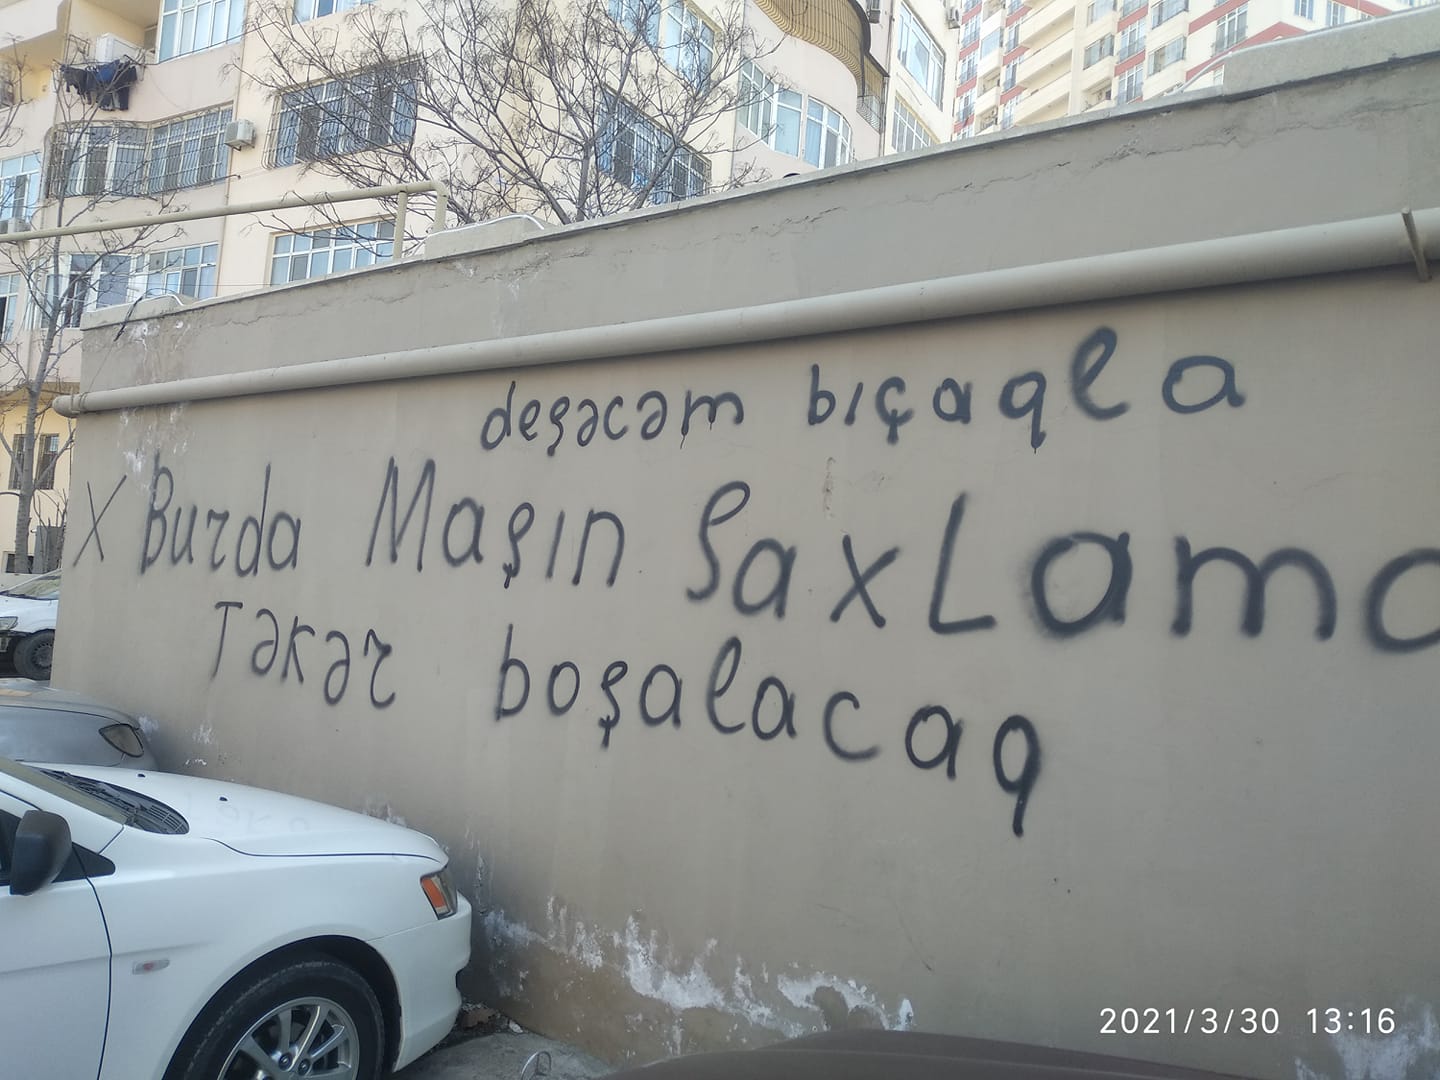 deşəcəm bıçaqla
X Burda Maşın SaxLama
Təkər boşalacaq
2021/3/30 13:16